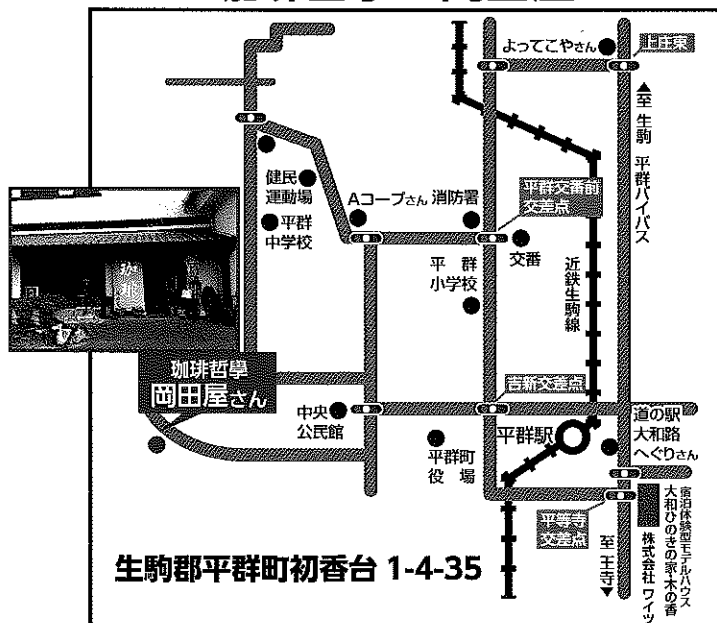 よってこやさん
上庄東
▲至 生駒 平群バイパス
健民
運動場
Aコープさん
消防署
平群交番前
交差点
平群
中学校
交番
平群
小学校
近鉄生駒線
珈琲
珈琲哲學
岡田屋さん
吉新交差点
中央
公民館
平群駅
道の駅
大和路
へぐりさん
平群町
役場
平等寺
交差点
至 王寺▼
宿泊体験型モデルハウス
大和ひのきの家・木の香
株式会社 ワイツー
生駒郡平群町初香台 1-4-35